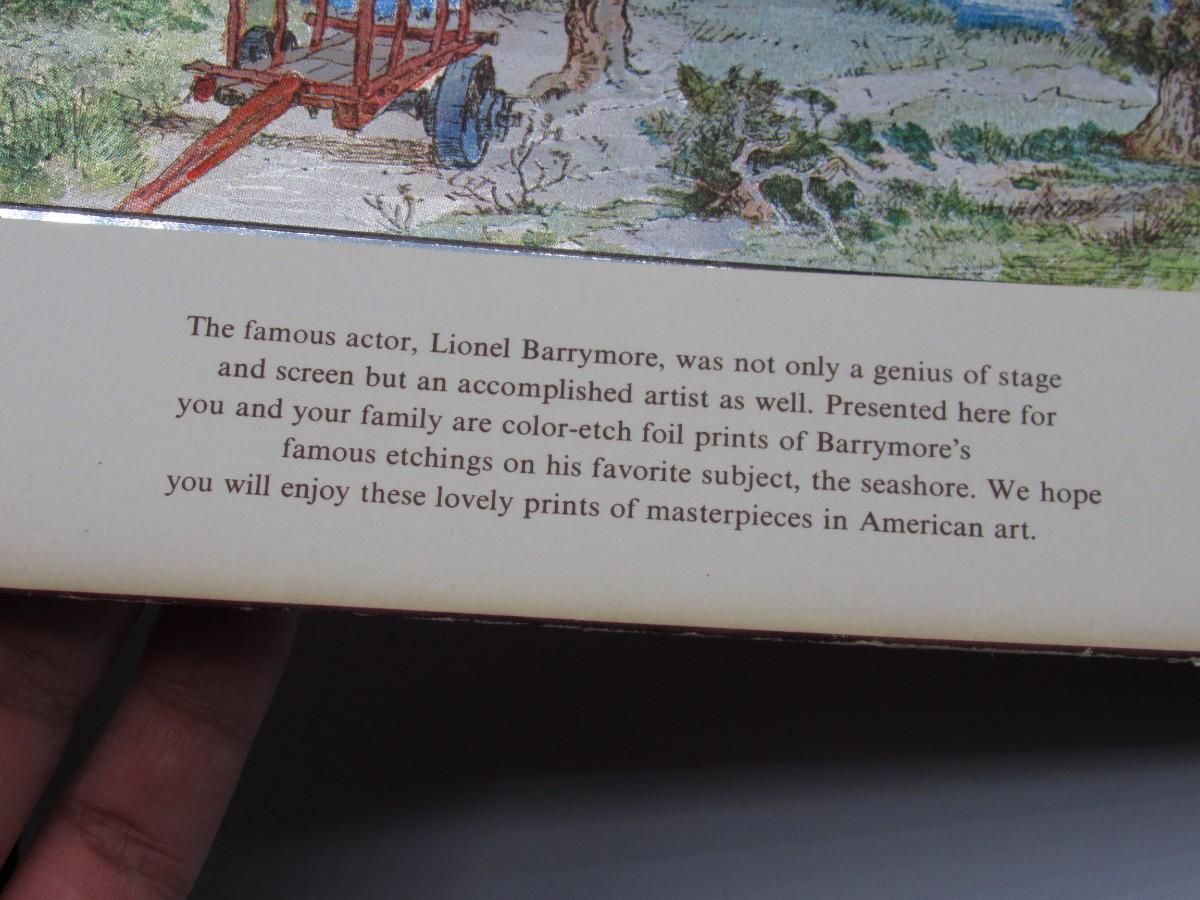 The famous actor, Lionel Barrymore, was not only a genius of stage
and screen but an accomplished artist as well. Presented here for
you and your family are color-etch foil prints of Barrymore's
famous etchings on his favorite subject, the seashore. We hope
you will enjoy these lovely prints of masterpieces in American art.